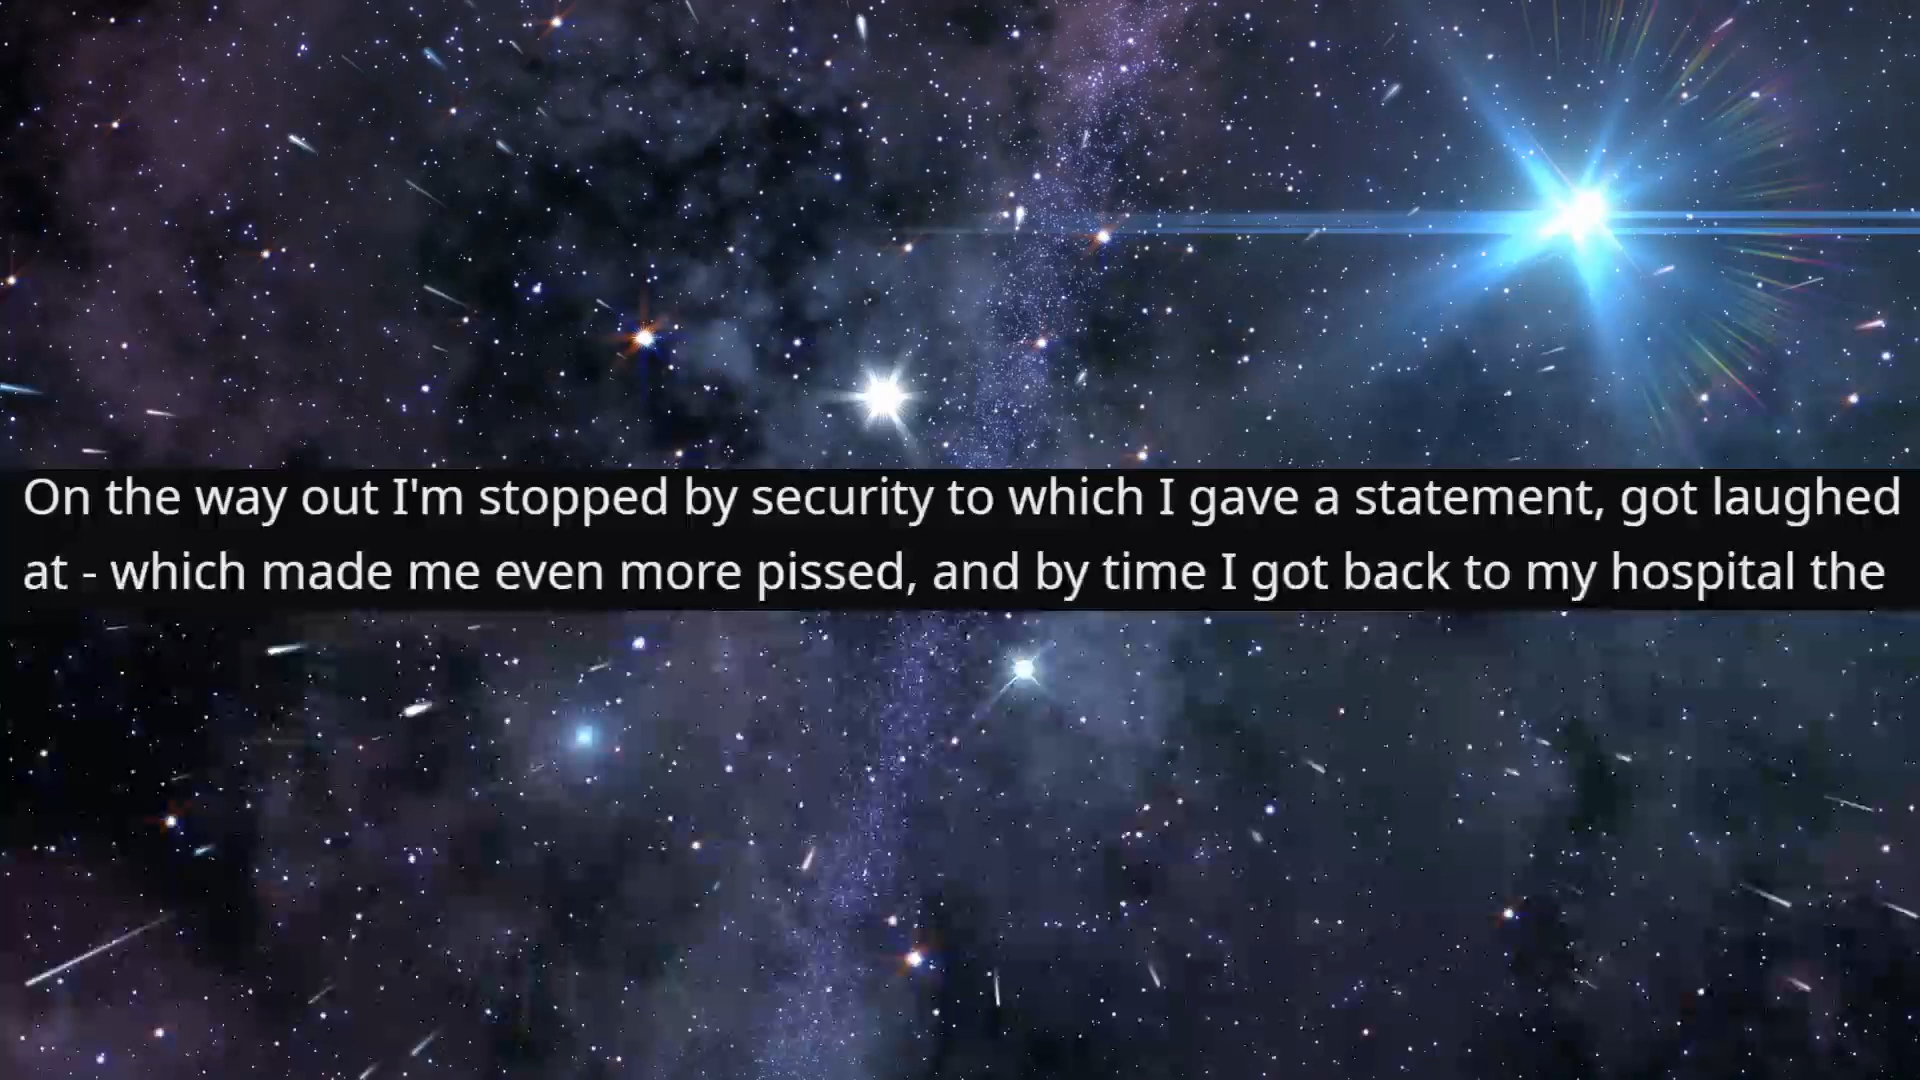 On the way out I'm stopped by security to which I gave a statement, got laughed
at - which made me even more pissed, and by time I got back to my hospital the